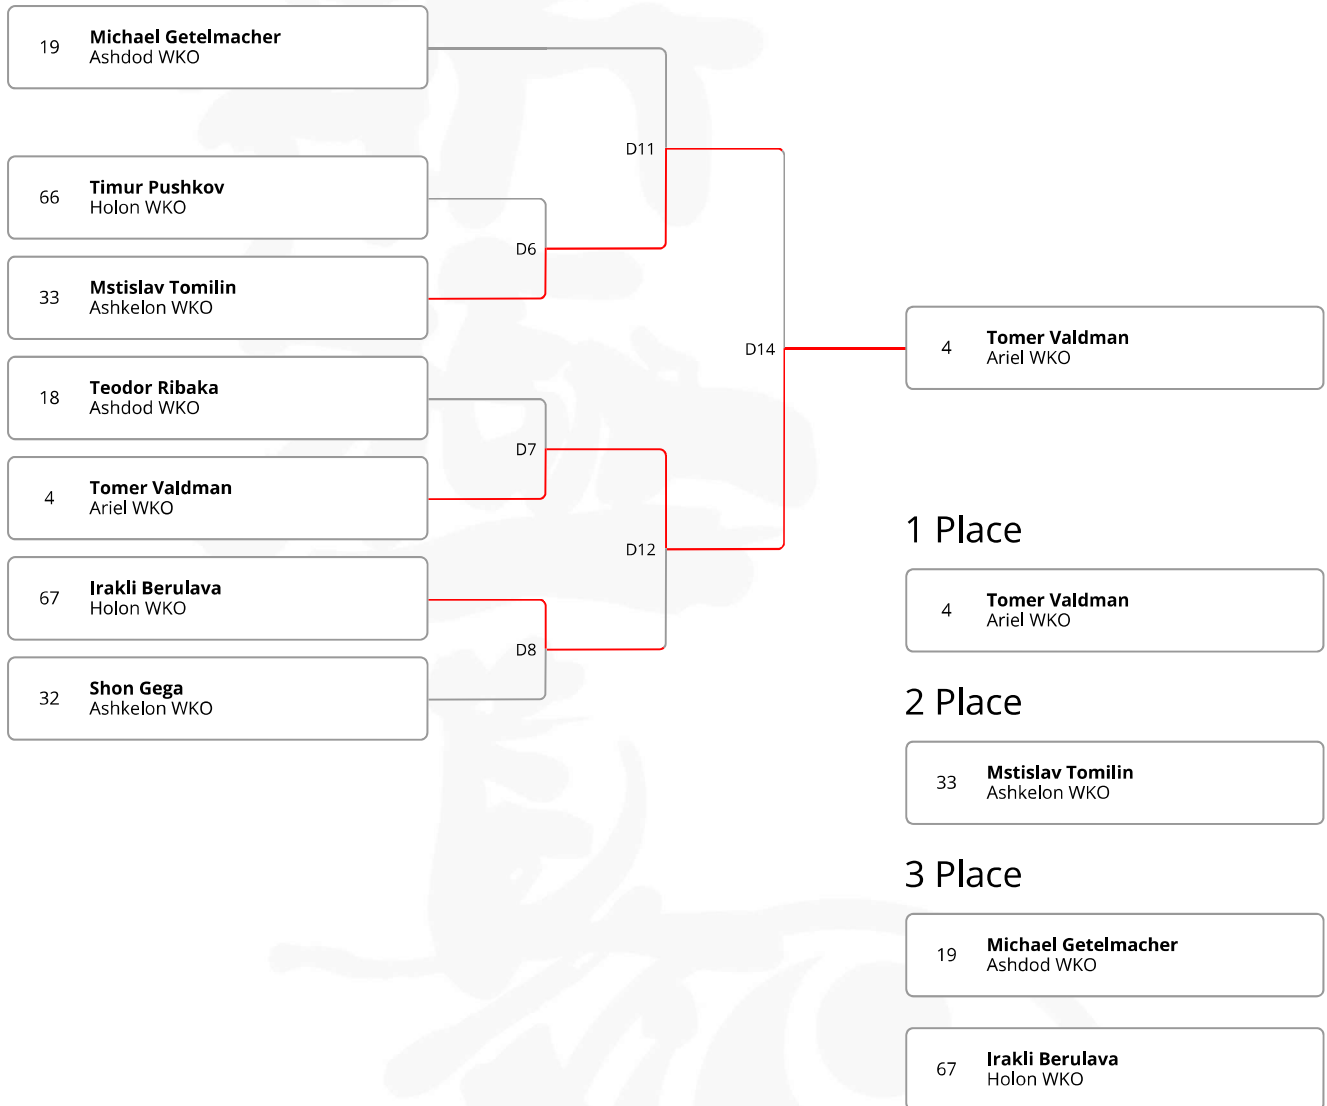 19
Michael Getelmacher
Ashdod WKO
D11
66
Timur Pushkov
Holon WKO
D6
33
Mstislav Tomilin
Ashkelon WKO
D14
4
Tomer Valdman
Ariel WKO
18
Teodor Ribaka
Ashdod WKO
D7
4
Tomer Valdman
Ariel WKO
D12
67
Irakli Berulava
Holon WKO
D8
32
Shon Gega
Ashkelon WKO
1 Place
4
Tomer Valdman
Ariel WKO
2 Place
33
Mstislav Tomilin
Ashkelon WKO
3 Place
19
Michael Getelmacher
Ashdod WKO
67
Irakli Berulava
Holon WKO